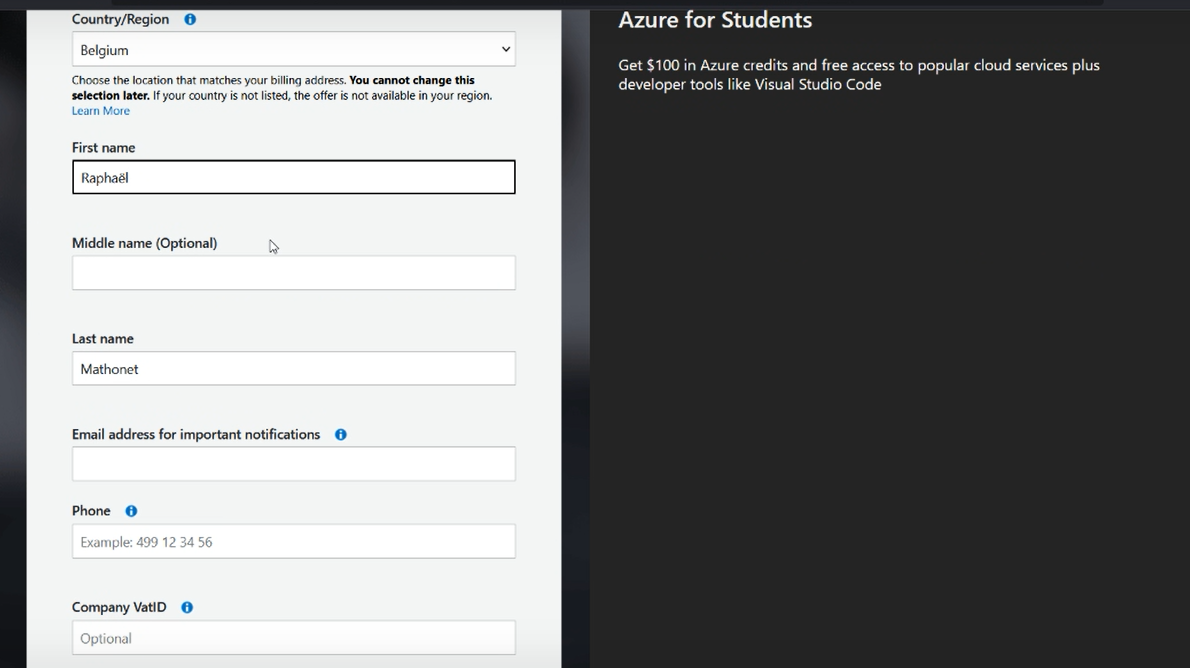 Country/Region
Belgium
Choose the location that matches your billing address. You cannot change this
selection later. If your country is not listed, the offer is not available in your region.
Learn More
First name
Raphaël
Middle name (Optional)
Last name
Mathonet
Email address for important notifications
Phone
Example: 499 12 34 56
Company VatID
Optional
Azure for Students
Get $100 in Azure credits and free access to popular cloud services plus
developer tools like Visual Studio Code